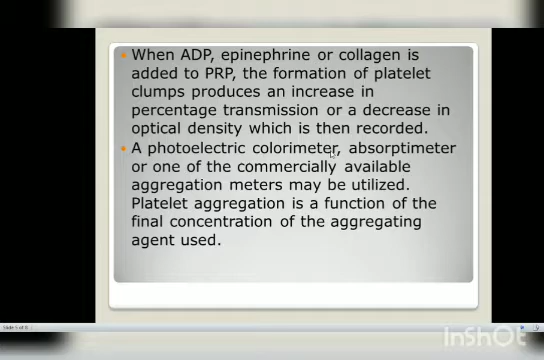 When ADP, epinephrine or collagen is
added to PRP, the formation of platelet
clumps produces an increase in
percentage transmission or a decrease in
optical density which is then recorded.
A photoelectric colorimeter, absorptimeter
or one of the commercially available
aggregation meters may be utilized.
Platelet aggregation is a function of the
final concentration of the aggregating
agent used.
InShOt